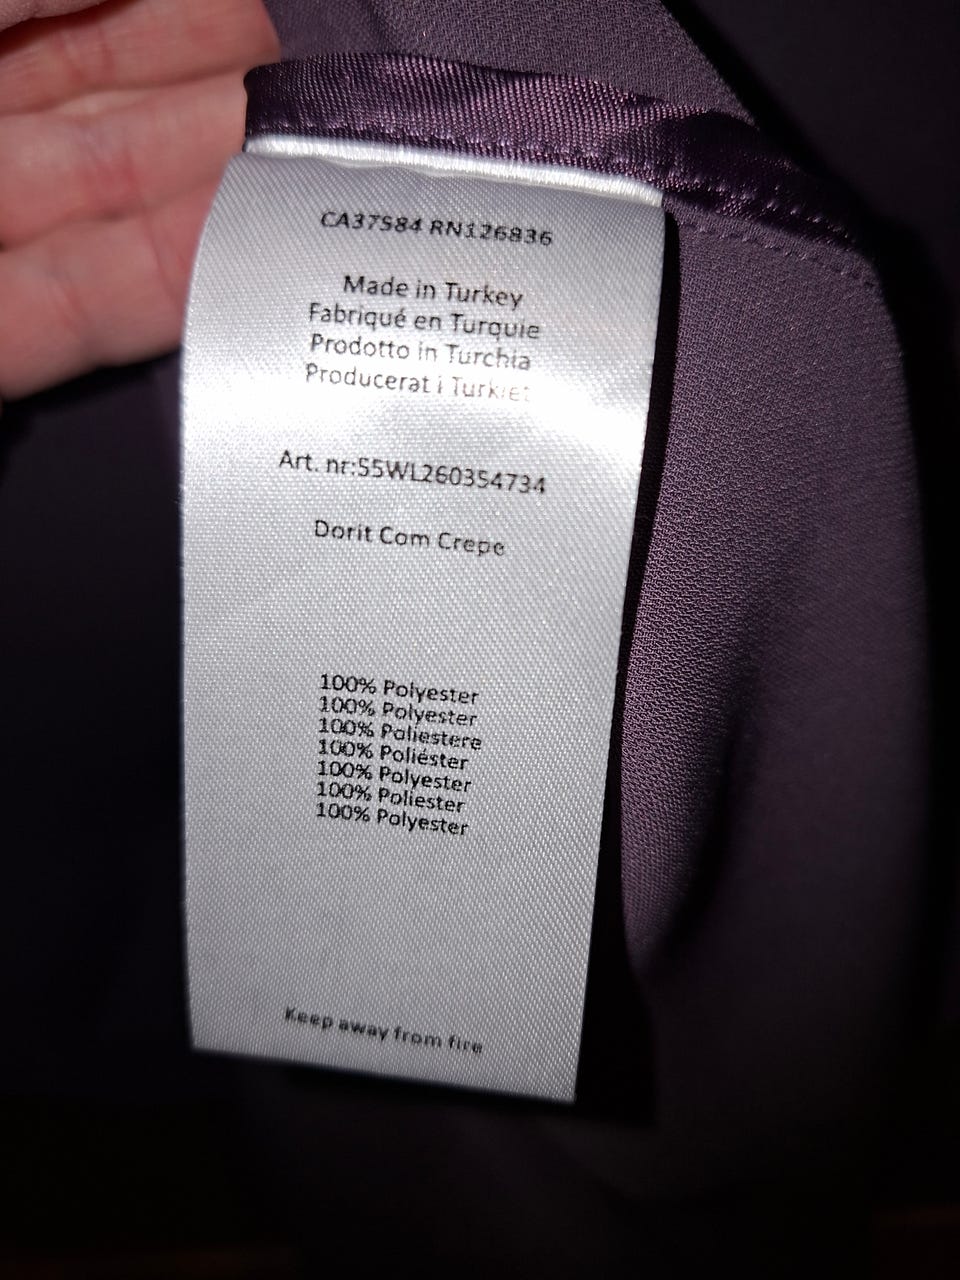 CA37584 RN126836
Made in Turkey
Fabriqué en Turquie
Prodotto in Turchia
Producerat i Turkiet
Art. nr:55WL260354734
Dorit Com Crepe
100% Polyester
100% Polyester
100% Poliestere
100% Poliéster
100% Polyester
100% Poliester
100% Polyester
Keep away from fire